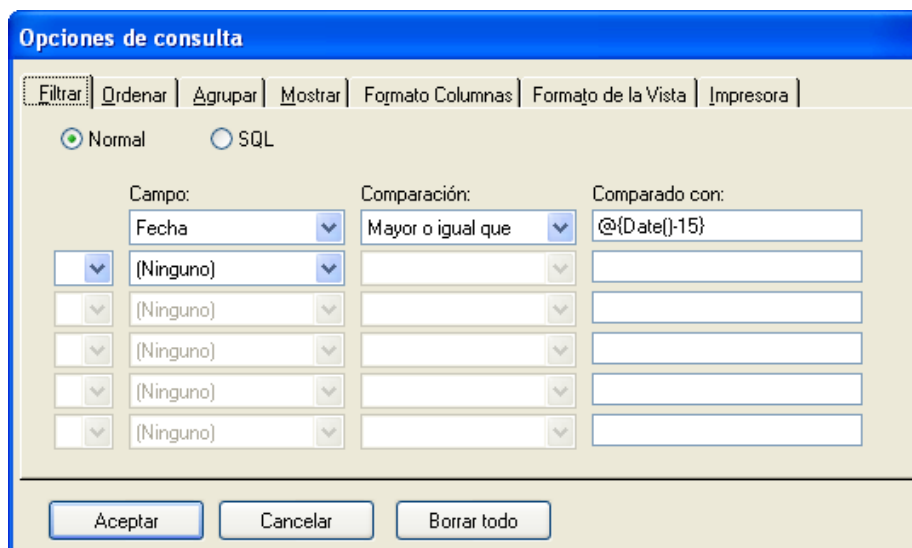 Opciones de consulta
Filtrar Ordenar Agrupar Mostrar Formato Columnas Formato de la Vista Impresora
Normal SQL
Campo: Comparación: Comparado con:
Fecha Mayor o igual que @{Date()-15}
(Ninguno)
(Ninguno)
(Ninguno)
(Ninguno)
(Ninguno)
Aceptar Cancelar Borrar todo